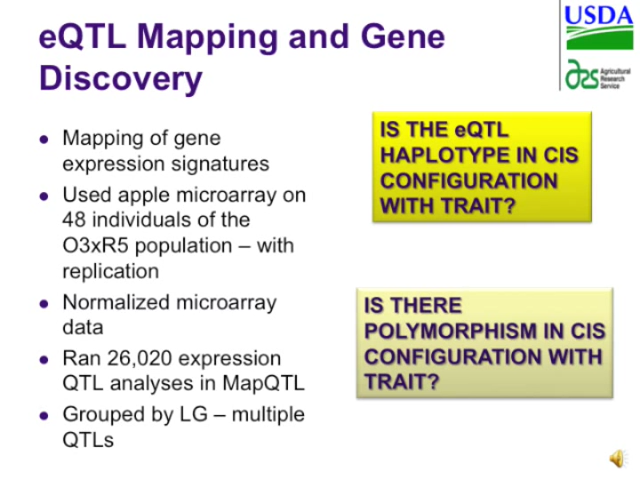 eQTL Mapping and Gene
Discovery
USDA
Agricultural
Research
Service
● Mapping of gene
expression signatures
● Used apple microarray on
48 individuals of the
O3xR5 population – with
replication
● Normalized microarray
data
● Ran 26,020 expression
QTL analyses in MapQTL
● Grouped by LG – multiple
QTLs
IS THE eQTL
HAPLOTYPE IN CIS
CONFIGURATION
WITH TRAIT?
IS THERE
POLYMORPHISM IN CIS
CONFIGURATION WITH
TRAIT?